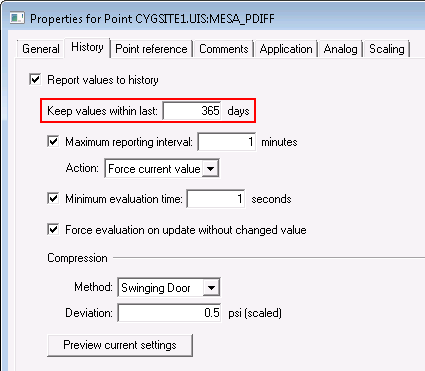 Properties for Point CYGSITE1.UIS:MESA_PDIFF
General History Point reference Comments Application Analog Scaling
Report values to history
Keep values within last: 365 days
Maximum reporting interval: 1 minutes
Action: Force current value
Minimum evaluation time: 1 seconds
Force evaluation on update without changed value
Compression
Method: Swinging Door
Deviation: 0.5 psi (scaled)
Preview current settings